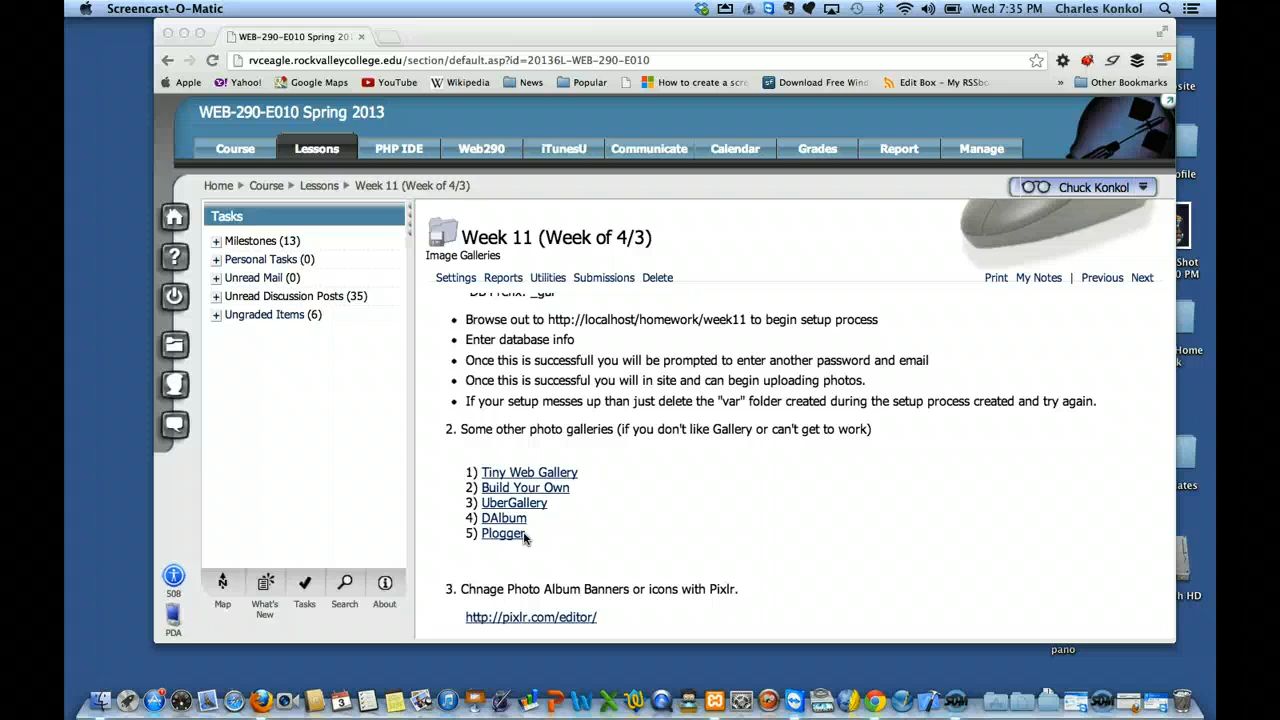 Screencast-O-Matic
Wed 7:35 PM Charles Konkol
WEB-290-E010 Spring 201
rvceagle.rockvalleycollege.edu/section/default.asp?id=20136L-WEB-290-E010
Apple Yahoo! Google Maps YouTube Wikipedia News Popular How to create a scre Download Free Wind Edit Box – My RSSbo » Other Bookmarks
WEB-290-E010 Spring 2013
Course Lessons PHP IDE Web290 iTunesU Communicate Calendar Grades Report Manage
Home Course Lessons Week 11 (Week of 4/3)
Chuck Konkol
Tasks
Milestones (13)
Personal Tasks (0)
Unread Mail (0)
Unread Discussion Posts (35)
Ungraded Items (6)
Week 11 (Week of 4/3)
Image Galleries
Settings Reports Utilities Submissions Delete
Print My Notes | Previous Next
• Browse out to http://localhost/homework/week11 to begin setup process
• Enter database info
• Once this is successfull you will be prompted to enter another password and email
• Once this is successful you will in site and can begin uploading photos.
• If your setup messes up than just delete the "var" folder created during the setup process created and try again.
2. Some other photo galleries (if you don't like Gallery or can't get to work)
1) Tiny Web Gallery
2) Build Your Own
3) UberGallery
4) DAlbum
5) Plogger
3. Chnage Photo Album Banners or icons with Pixlr.
http://pixlr.com/editor/
508
PDA
Map What's New Tasks Search About
site
ofile
Shot
0 PM
Home
k
ates
h HD
pano